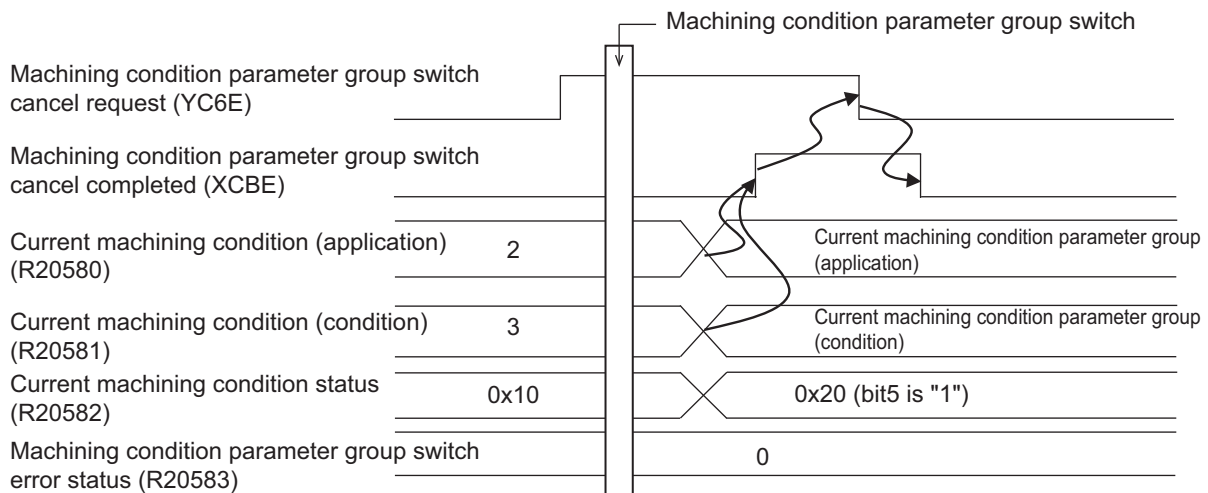 Machining condition parameter group switch
Machining condition parameter group switch
cancel request (YC6E)
Machining condition parameter group switch
cancel completed (XCBE)
Current machining condition (application)
(R20580)
2
Current machining condition parameter group
(application)
Current machining condition (condition)
(R20581)
3
Current machining condition parameter group
(condition)
Current machining condition status
(R20582)
0x10
0x20 (bit5 is "1")
Machining condition parameter group switch
error status (R20583)
0